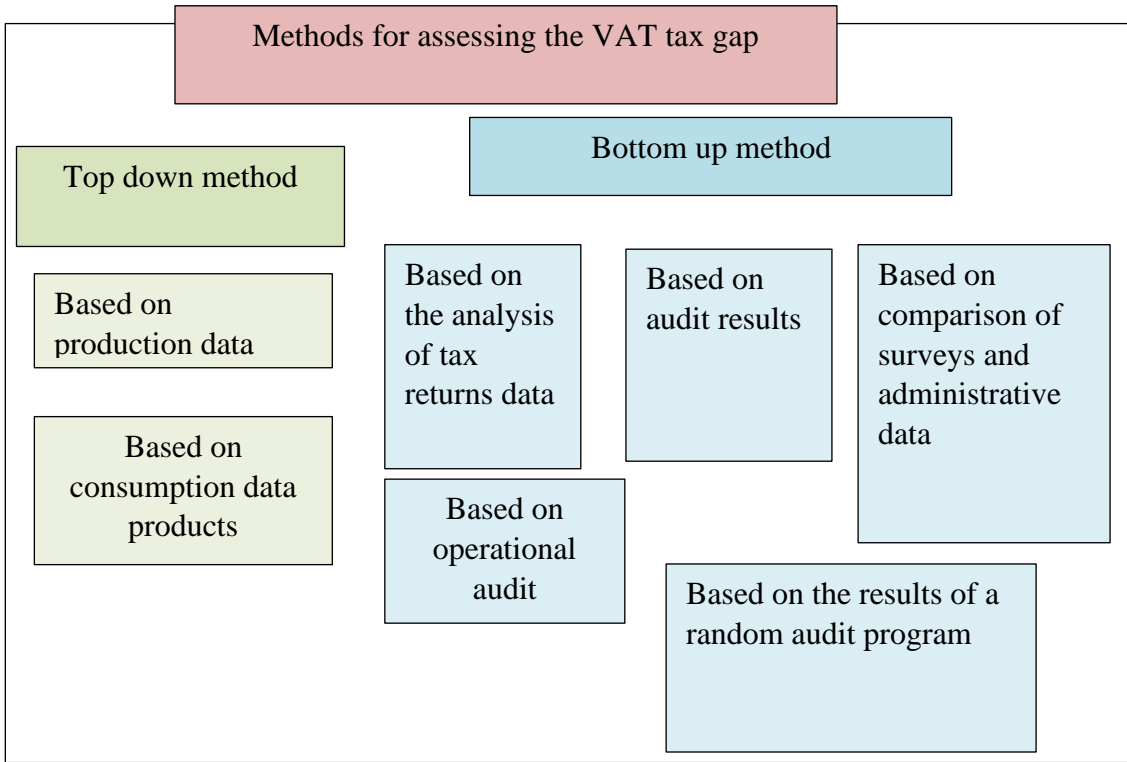 Methods for assessing the VAT tax gap
Bottom up method
Top down method
Based on
production data
Based on
consumption data
products
Based on
the analysis
of tax
returns data
Based on
audit results
Based on
comparison of
surveys and
administrative
data
Based on
operational
audit
Based on the results of a
random audit program